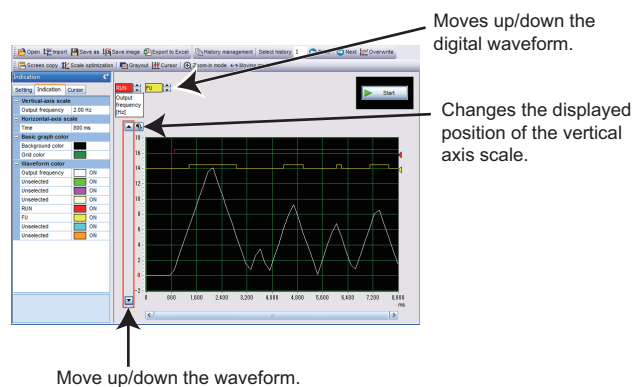 Moves up/down the
digital waveform.
Open Import Save as Save image Export to Excel History management Select history 1 Next Overwrite
Screen copy Scale optimization Grayout Cursor Zoom-in mode Moving
Indication
Setting Indication Cursor
Vertical-axis scale
Output frequency 2.00 Hz
Horizontal-axis scale
Time 800 ms
Basic graph color
Background color
Grid color
Waveform color
Output frequency ON
Unselected ON
Unselected ON
Unselected ON
RUN ON
FU ON
Unselected ON
Unselected ON
RUN FU
Output
frequency
[Hz]
Start
Changes the displayed
position of the vertical
axis scale.
18
16
14
12
10
8
6
4
2
0
-2
0 800 1,600 2,400 3,200 4,000 4,800 5,600 6,400 7,200 8,000
ms
Move up/down the waveform.